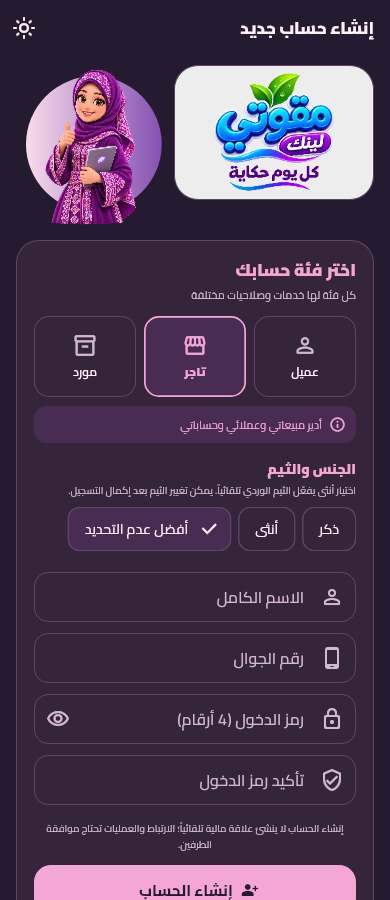 إنشاء حساب جديد
مقوتي
لينك
كل يوم حكاية
اختر فئة حسابك
كل فئة لها خدمات وصلاحيات مختلفة
عميل
تاجر
مورد
أدير مبيعاتي وعملائي وحساباتي
الجنس والثيم
اختيار أنثى يفعّل الثيم الوردي تلقائياً. يمكن تغيير الثيم بعد إكمال التسجيل.
ذكر
أنثى
أفضل عدم التحديد
الاسم الكامل
رقم الجوال
رمز الدخول (4 أرقام)
تأكيد رمز الدخول
إنشاء الحساب لا ينشئ علاقة مالية تلقائياً؛ الارتباط والعمليات تحتاج موافقة
الطرفين.
إنشاء الحساب